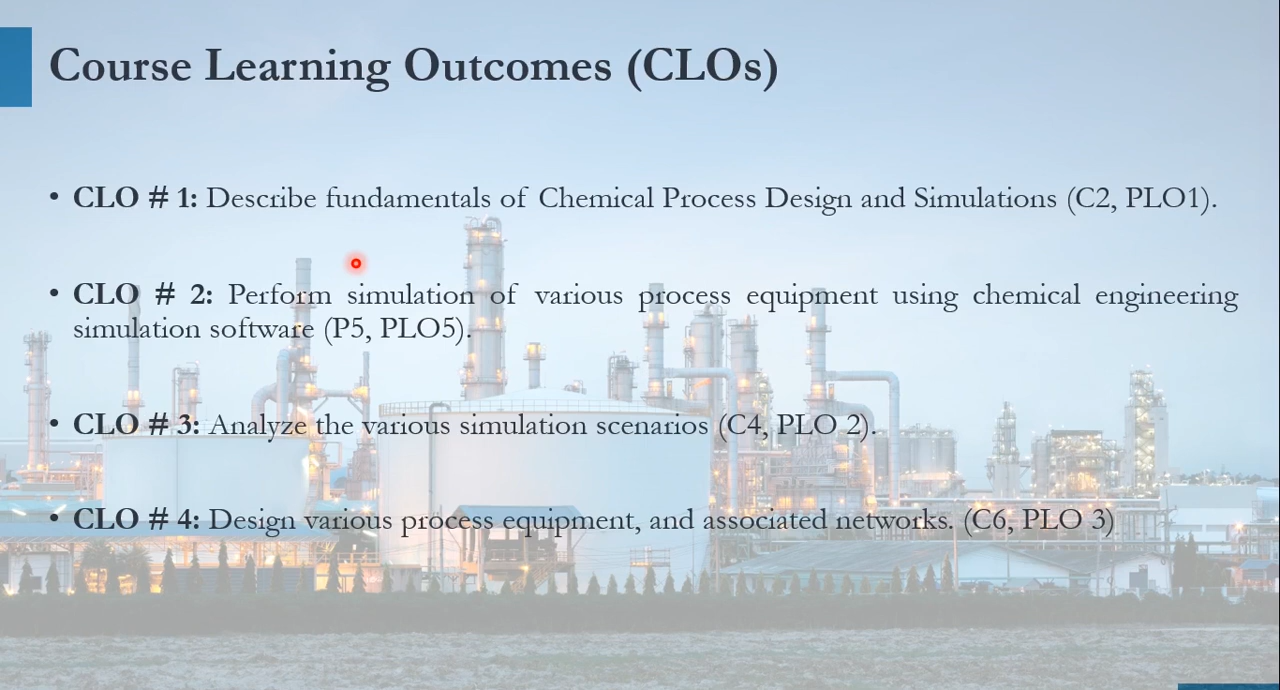 Course Learning Outcomes (CLOs)
• CLO # 1: Describe fundamentals of Chemical Process Design and Simulations (C2, PLO1).
• CLO # 2: Perform simulation of various process equipment using chemical engineering
simulation software (P5, PLO5).
• CLO # 3: Analyze the various simulation scenarios (C4, PLO 2).
• CLO # 4: Design various process equipment, and associated networks. (C6, PLO 3)